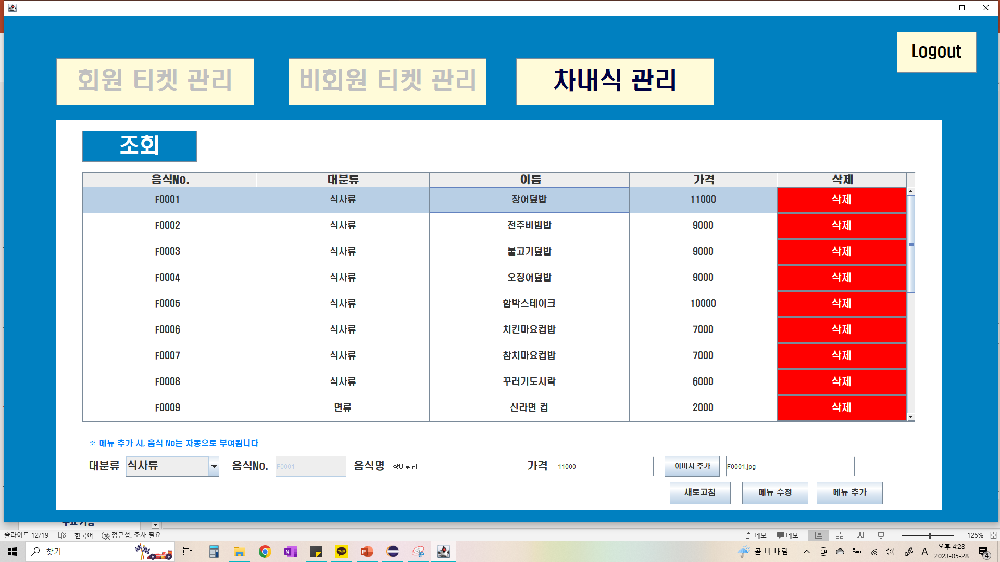 Logout
회원 티켓 관리 비회원 티켓 관리 차내식 관리
조회
음식No. 대분류 이름 가격 삭제
F0001 식사류 장어덮밥 11000 삭제
F0002 식사류 전주비빔밥 9000 삭제
F0003 식사류 불고기덮밥 9000 삭제
F0004 식사류 오징어덮밥 9000 삭제
F0005 식사류 함박스테이크 10000 삭제
F0006 식사류 치킨마요컵밥 7000 삭제
F0007 식사류 참치마요컵밥 7000 삭제
F0008 식사류 꾸러기도시락 6000 삭제
F0009 면류 신라면 컵 2000 삭제
※ 메뉴 추가 시, 음식 No는 자동으로 부여됩니다
대분류 식사류 음식No. F0001 음식명 장어덮밥 가격 11000 이미지 추가 F0001.jpg
새로고침 메뉴 수정 메뉴 추가
슬라이드 12/19 한국어 접근성: 조사 필요 메모 메모 125%
찾기 TALK N P 곧 비 내림 A 오후 4:28
2023-05-28 4